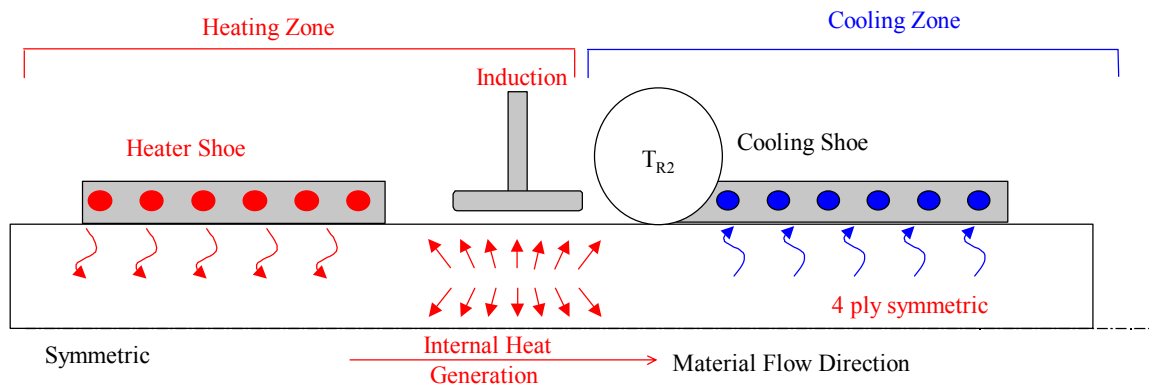 Heating Zone
Cooling Zone
Induction
Heater Shoe
T_R2
Cooling Shoe
4 ply symmetric
Symmetric
Internal Heat
Generation
Material Flow Direction